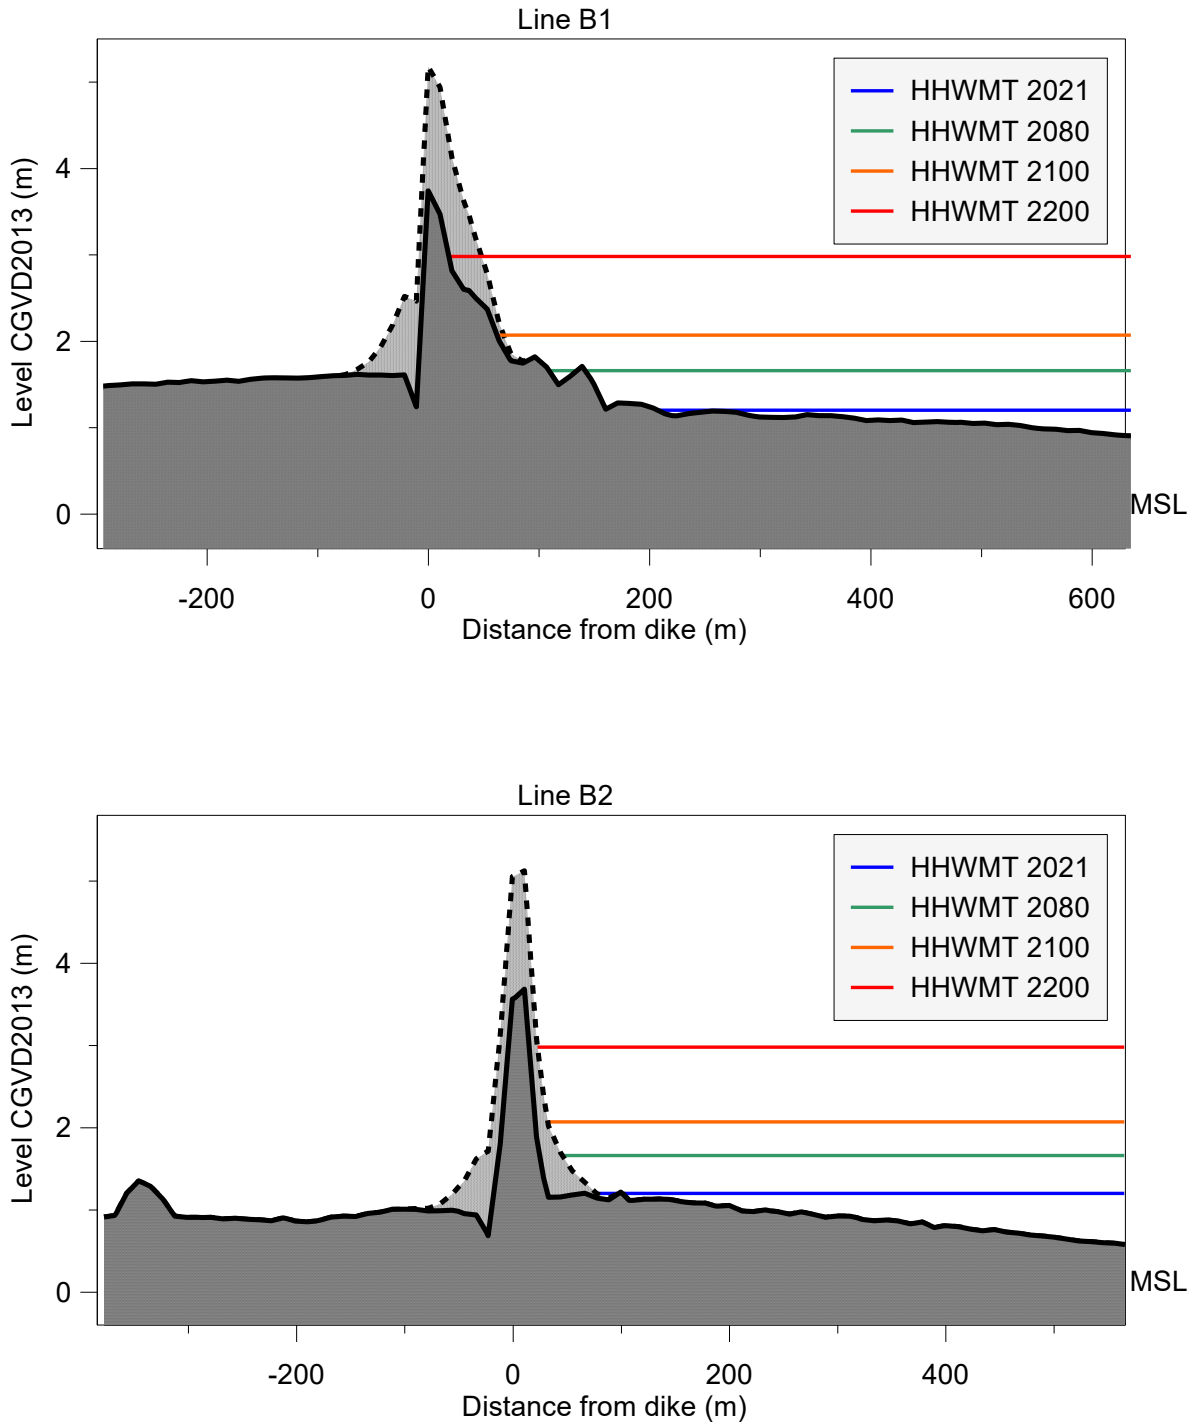 Line B1
HHWMT 2021
HHWMT 2080
HHWMT 2100
HHWMT 2200
Level CGVD2013 (m)
4
2
0
MSL
-200 0 200 400 600
Distance from dike (m)
Line B2
HHWMT 2021
HHWMT 2080
HHWMT 2100
HHWMT 2200
Level CGVD2013 (m)
4
2
0
MSL
-200 0 200 400
Distance from dike (m)